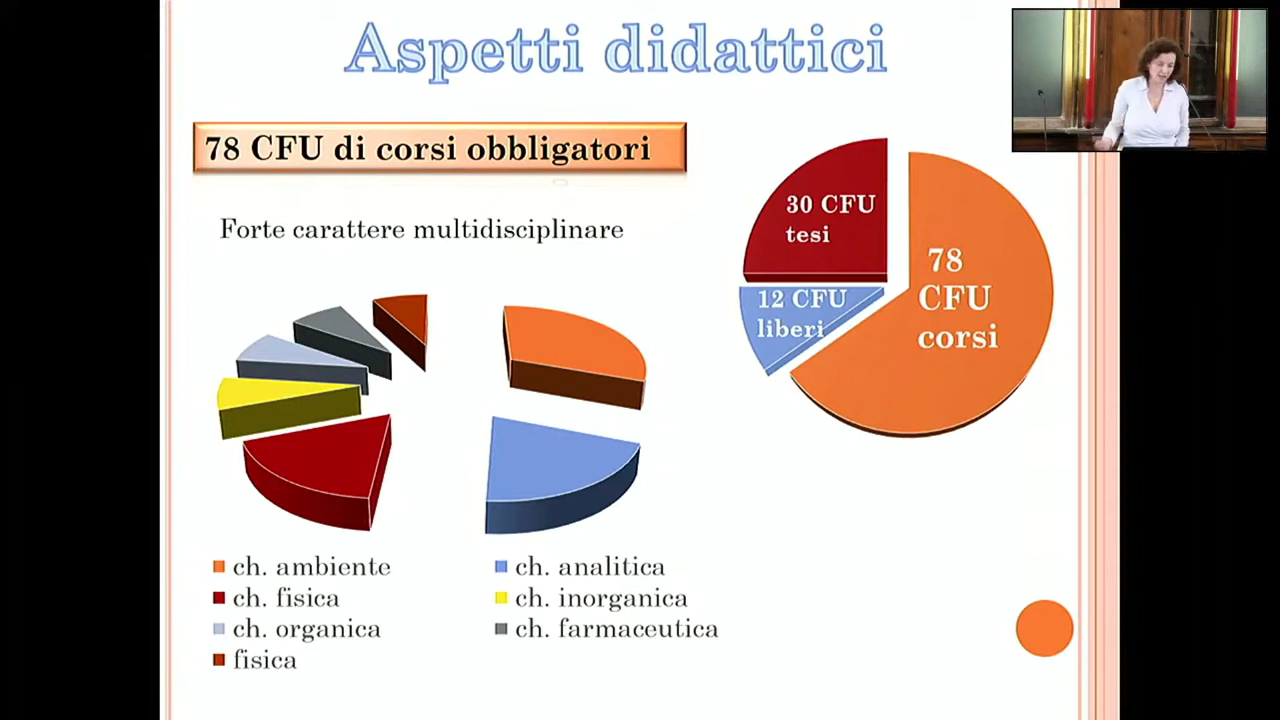 Aspetti didattici
78 CFU di corsi obbligatori
Forte carattere multidisciplinare
30 CFU
tesi
12 CFU
liberi
78
CFU
corsi
ch. ambiente
ch. analitica
ch. fisica
ch. inorganica
ch. organica
ch. farmaceutica
fisica